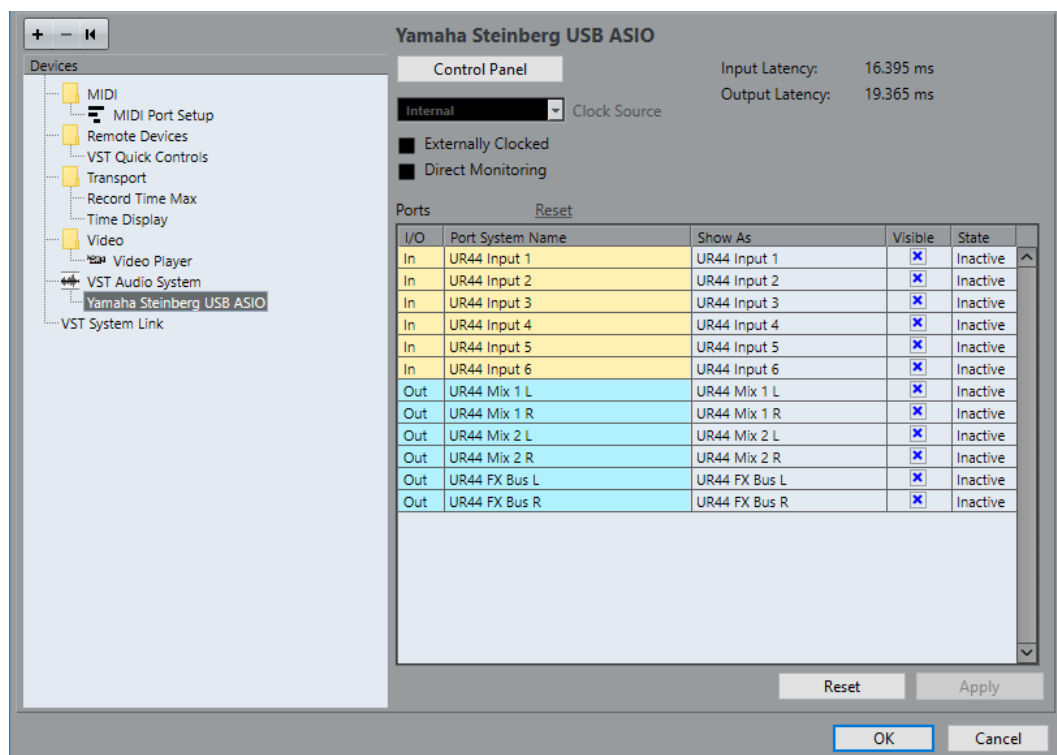 Devices
MIDI
MIDI Port Setup
Remote Devices
VST Quick Controls
Transport
Record Time Max
Time Display
Video
Video Player
VST Audio System
Yamaha Steinberg USB ASIO
VST System Link
Yamaha Steinberg USB ASIO
Control Panel
Input Latency: 16.395 ms
Output Latency: 19.365 ms
Internal Clock Source
Externally Clocked
Direct Monitoring
Ports Reset
I/O Port System Name Show As Visible State
In UR44 Input 1 UR44 Input 1 Inactive
In UR44 Input 2 UR44 Input 2 Inactive
In UR44 Input 3 UR44 Input 3 Inactive
In UR44 Input 4 UR44 Input 4 Inactive
In UR44 Input 5 UR44 Input 5 Inactive
In UR44 Input 6 UR44 Input 6 Inactive
Out UR44 Mix 1 L UR44 Mix 1 L Inactive
Out UR44 Mix 1 R UR44 Mix 1 R Inactive
Out UR44 Mix 2 L UR44 Mix 2 L Inactive
Out UR44 Mix 2 R UR44 Mix 2 R Inactive
Out UR44 FX Bus L UR44 FX Bus L Inactive
Out UR44 FX Bus R UR44 FX Bus R Inactive
Reset Apply
OK Cancel